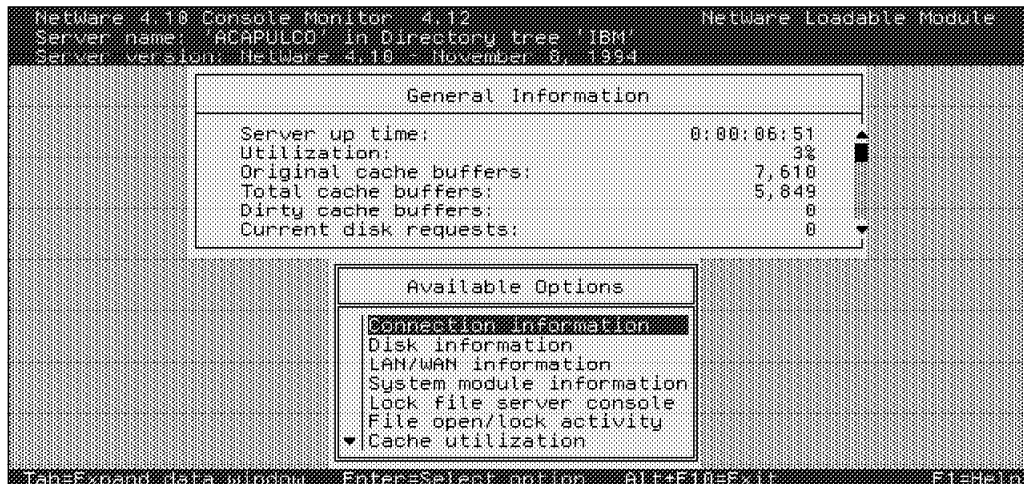 NetWare 4.10 Console Monitor 4.12 NetWare Loadable Module
Server name: 'ACAPULCO' in Directory tree 'IBM'
Server version: NetWare 4.10 - November 8, 1994
General Information
Server up time: 0:00:06:51
Utilization: 3%
Original cache buffers: 7,610
Total cache buffers: 5,849
Dirty cache buffers: 0
Current disk requests: 0
Available Options
Connection information
Disk information
LAN/WAN information
System module information
Lock file server console
File open/lock activity
Cache utilization
Tab=Expand data window Enter=Select option Alt+F10=Exit F1=Help